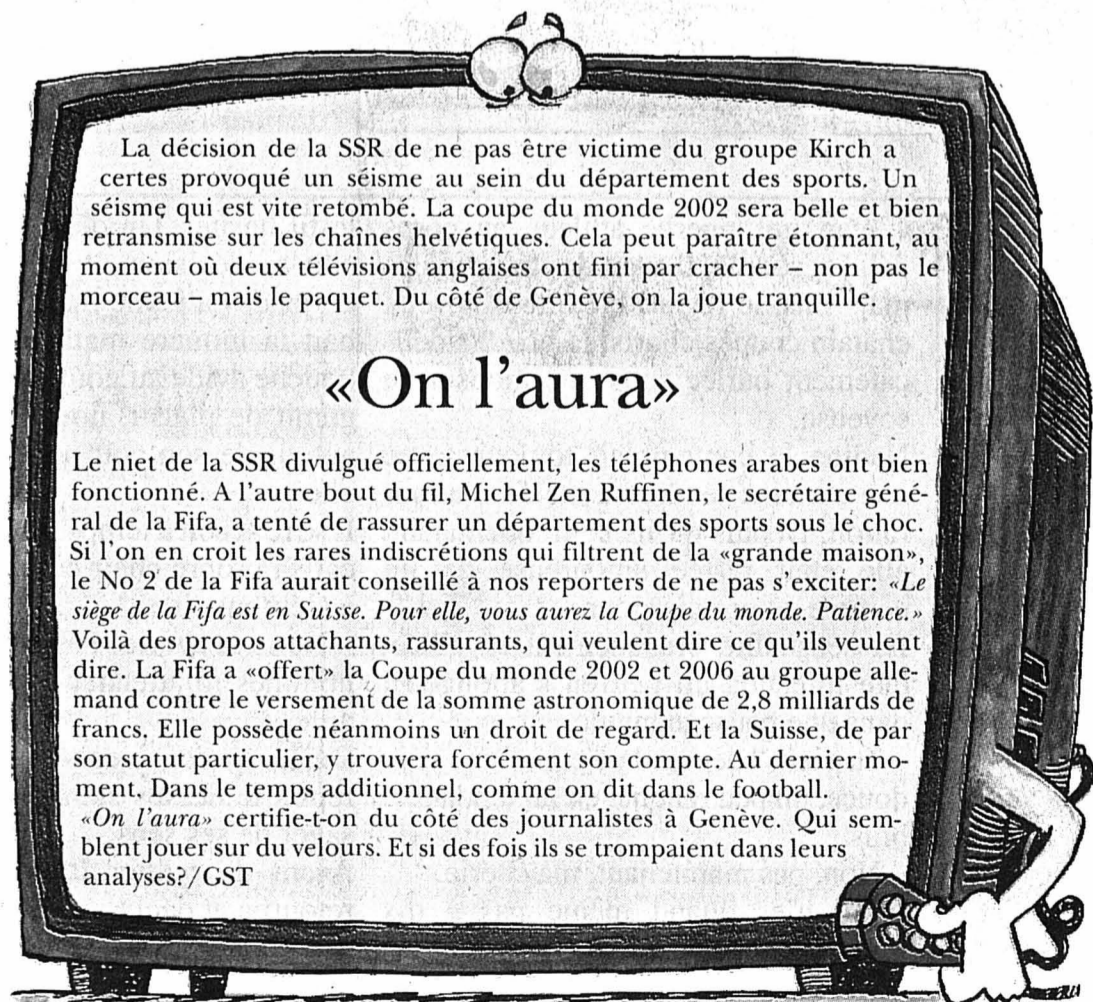 La décision de la SSR de ne pas être victime du groupe Kirch a
certes provoqué un séisme au sein du département des sports. Un
séisme qui est vite retombé. La coupe du monde 2002 sera belle et bien
retransmise sur les chaînes helvétiques. Cela peut paraître étonnant, au
moment où deux télévisions anglaises ont fini par cracher – non pas le
morceau – mais le paquet. Du côté de Genève, on la joue tranquille.
«On l'aura»
Le niet de la SSR divulgué officiellement, les téléphones arabes ont bien
fonctionné. A l'autre bout du fil, Michel Zen Ruffinen, le secrétaire géné-
ral de la Fifa, a tenté de rassurer un département des sports sous le choc.
Si l'on en croit les rares indiscrétions qui filtrent de la «grande maison»,
le No 2 de la Fifa aurait conseillé à nos reporters de ne pas s'exciter: «Le
siège de la Fifa est en Suisse. Pour elle, vous aurez la Coupe du monde. Patience.»
Voilà des propos attachants, rassurants, qui veulent dire ce qu'ils veulent
dire. La Fifa a «offert» la Coupe du monde 2002 et 2006 au groupe alle-
mand contre le versement de la somme astronomique de 2,8 milliards de
francs. Elle possède néanmoins un droit de regard. Et la Suisse, de par
son statut particulier, y trouvera forcément son compte. Au dernier mo-
ment. Dans le temps additionnel, comme on dit dans le football.
«On l'aura» certifie-t-on du côté des journalistes à Genève. Qui sem-
blent jouer sur du velours. Et si des fois ils se trompaient dans leurs
analyses?/GST